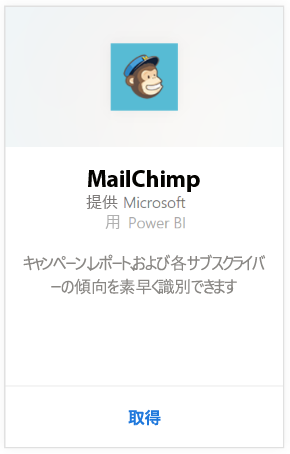 MailChimp
提供 Microsoft
用 Power BI
キャンペーン､レポート､および各サブスクライバ
ーの傾向を素早く識別できます
取得